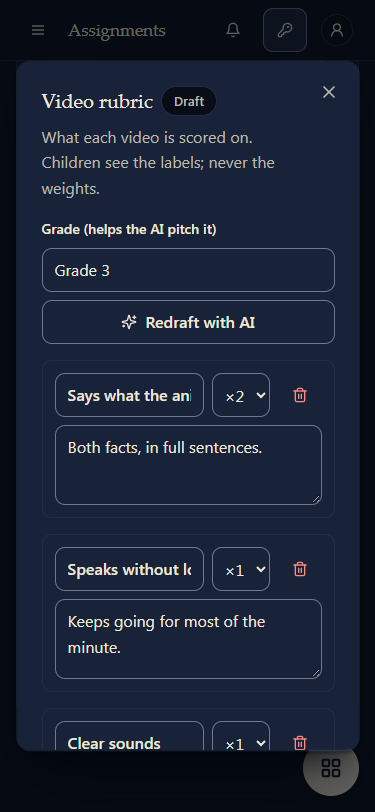 Assignments
Video rubric
Draft
What each video is scored on.
Children see the labels; never the
weights.
Grade (helps the AI pitch it)
Grade 3
Redraft with AI
Says what the ani
×2
Both facts, in full sentences.
Speaks without lo
×1
Keeps going for most of the
minute.
Clear sounds
×1